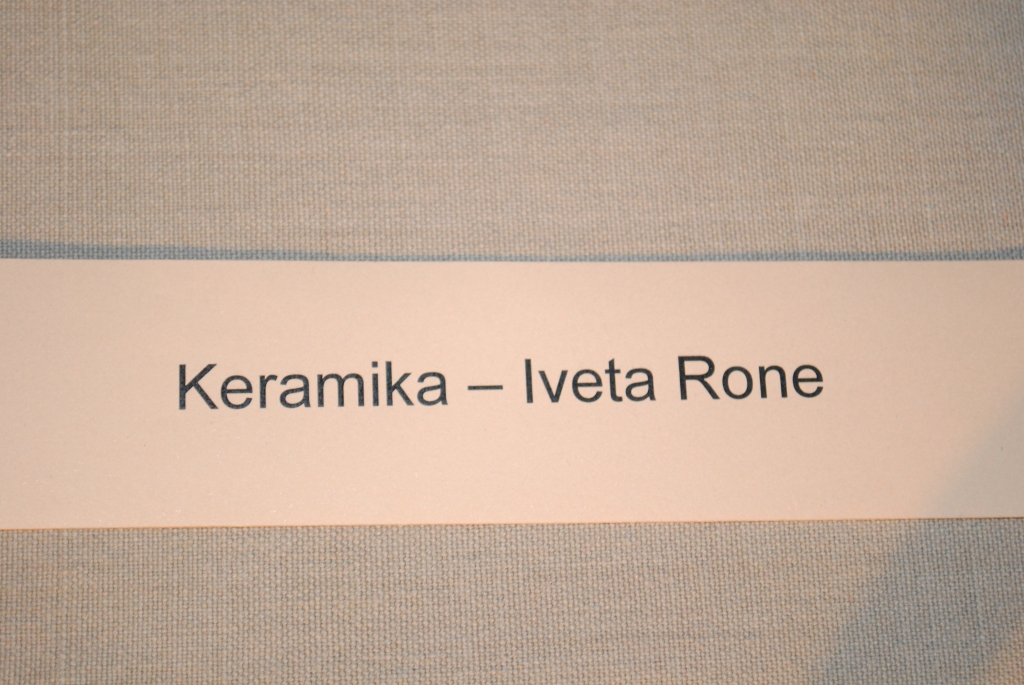 Keramika – Iveta Rone